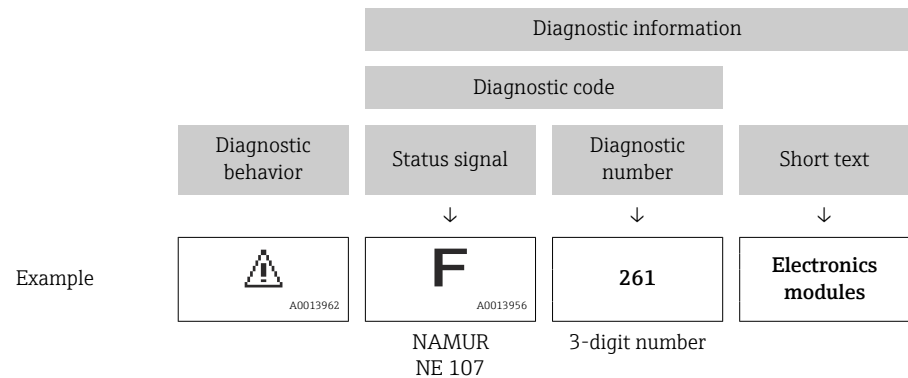 Diagnostic information
Diagnostic code
Diagnostic
behavior
Status signal
Diagnostic
number
Short text
↓ ↓ ↓
Example
A0013962
F
A0013956
261
Electronics
modules
NAMUR
NE 107
3-digit number